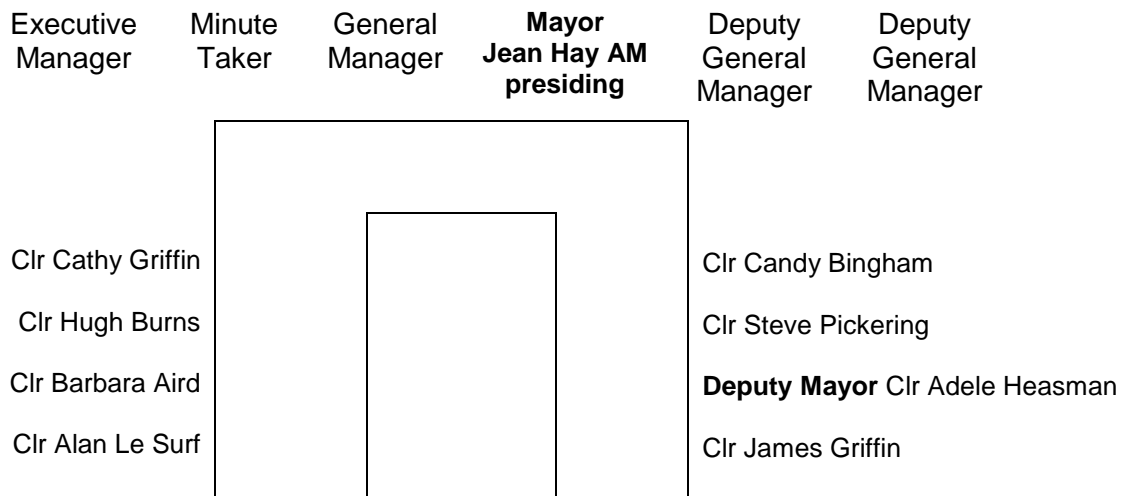 Executive
Manager
Minute
Taker
General
Manager
Mayor
Jean Hay AM
presiding
Deputy
General
Manager
Deputy
General
Manager
Clr Cathy Griffin
Clr Candy Bingham
Clr Hugh Burns
Clr Steve Pickering
Clr Barbara Aird
Deputy Mayor Clr Adele Heasman
Clr Alan Le Surf
Clr James Griffin